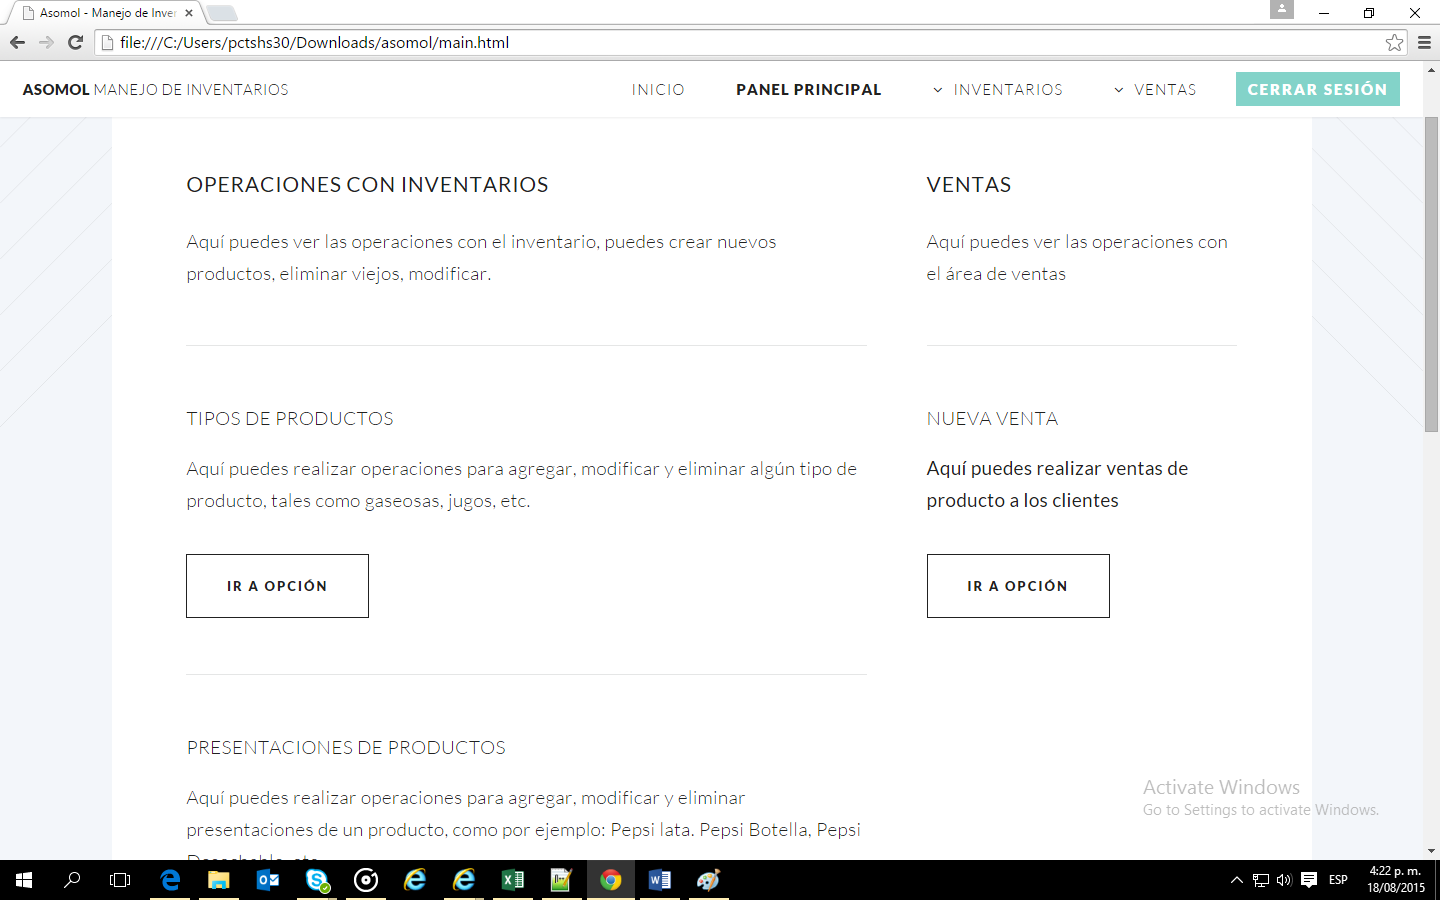 Asomol - Manejo de Inver
file:///C:/Users/pctshs30/Downloads/asomol/main.html
ASOMOL MANEJO DE INVENTARIOS
INICIO
PANEL PRINCIPAL
INVENTARIOS
VENTAS
CERRAR SESIÓN
OPERACIONES CON INVENTARIOS
Aquí puedes ver las operaciones con el inventario, puedes crear nuevos
productos, eliminar viejos, modificar.
TIPOS DE PRODUCTOS
Aquí puedes realizar operaciones para agregar, modificar y eliminar algún tipo de
producto, tales como gaseosas, jugos, etc.
IR A OPCIÓN
PRESENTACIONES DE PRODUCTOS
Aquí puedes realizar operaciones para agregar, modificar y eliminar
presentaciones de un producto, como por ejemplo: Pepsi lata. Pepsi Botella, Pepsi
VENTAS
Aquí puedes ver las operaciones con
el área de ventas
NUEVA VENTA
Aquí puedes realizar ventas de
producto a los clientes
IR A OPCIÓN
Activate Windows
Go to Settings to activate Windows.
ESP
4:22 p. m.
18/08/2015